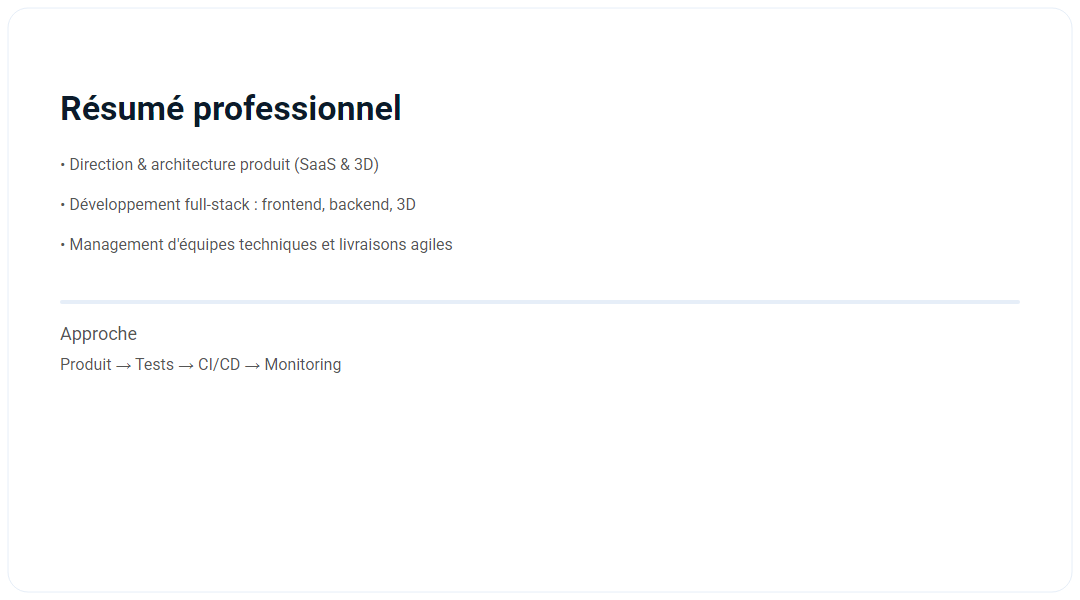 Résumé professionnel
• Direction & architecture produit (SaaS & 3D)
• Développement full-stack : frontend, backend, 3D
• Management d'équipes techniques et livraisons agiles
Approche
Produit → Tests → CI/CD → Monitoring